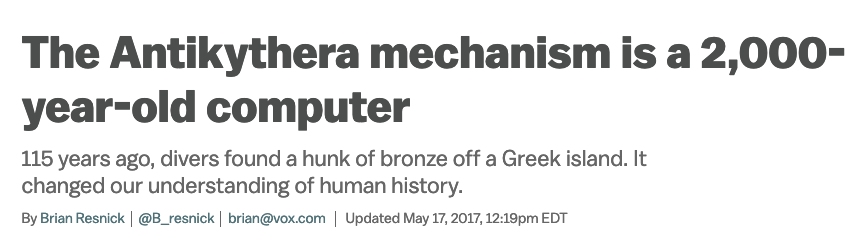 The Antikythera mechanism is a 2,000-
year-old computer
115 years ago, divers found a hunk of bronze off a Greek island. It
changed our understanding of human history.
By Brian Resnick | @B_resnick | brian@vox.com | Updated May 17, 2017, 12:19pm EDT